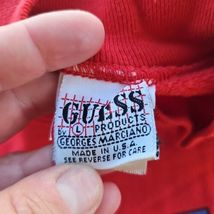 GUESS
BY L PRODUCTS
GEORGES MARCIANO
MADE IN U.S.A.
SEE REVERSE FOR CARE